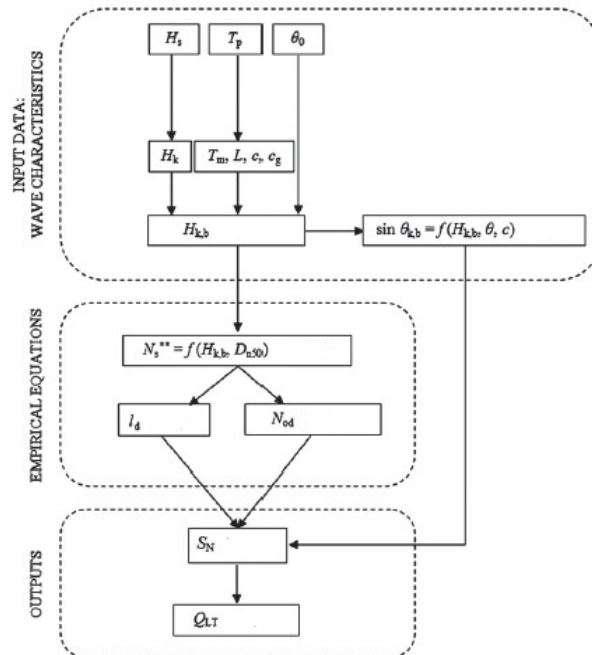 INPUT DATA:
WAVE CHARACTERISTICS
H_s
T_p
θ_0
H_k
T_m, L, c, c_g
H_k,b
sin θ_k,b = f(H_k,b, θ, c)
EMPIRICAL EQUATIONS
N_s** = f(H_k,b, D_n50)
l_d
N_od
OUTPUTS
S_N
Q_LT